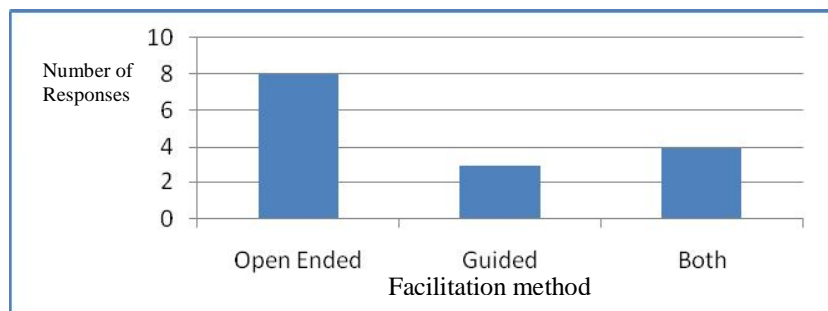 Number of
Responses
10
8
6
4
2
0
Open Ended Guided Both
Facilitation method